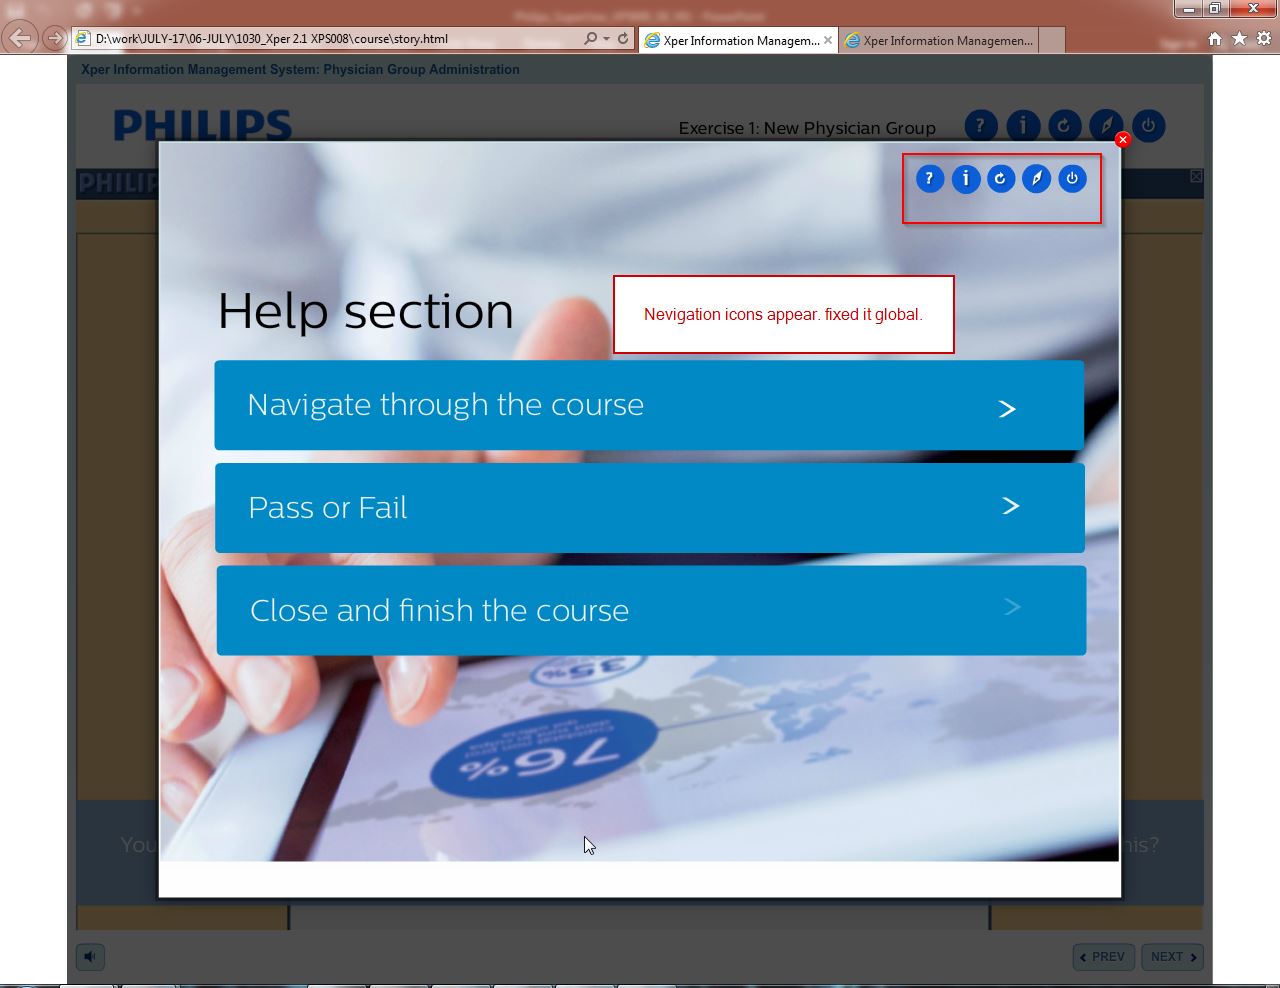 D:\work\JULY-17\06-JULY\1030_Xper 2.1 XPS008\course\story.html
Xper Information Managem...
Xper Information Managemen...
Xper Information Management System: Physician Group Administration
PHILIPS
Exercise 1: New Physician Group
? i
PHILIP
? i
Help section
Nevigation icons appear. fixed it global.
Navigate through the course >
Pass or Fail >
Close and finish the course >
35%
76%
You
his?
PREV
NEXT